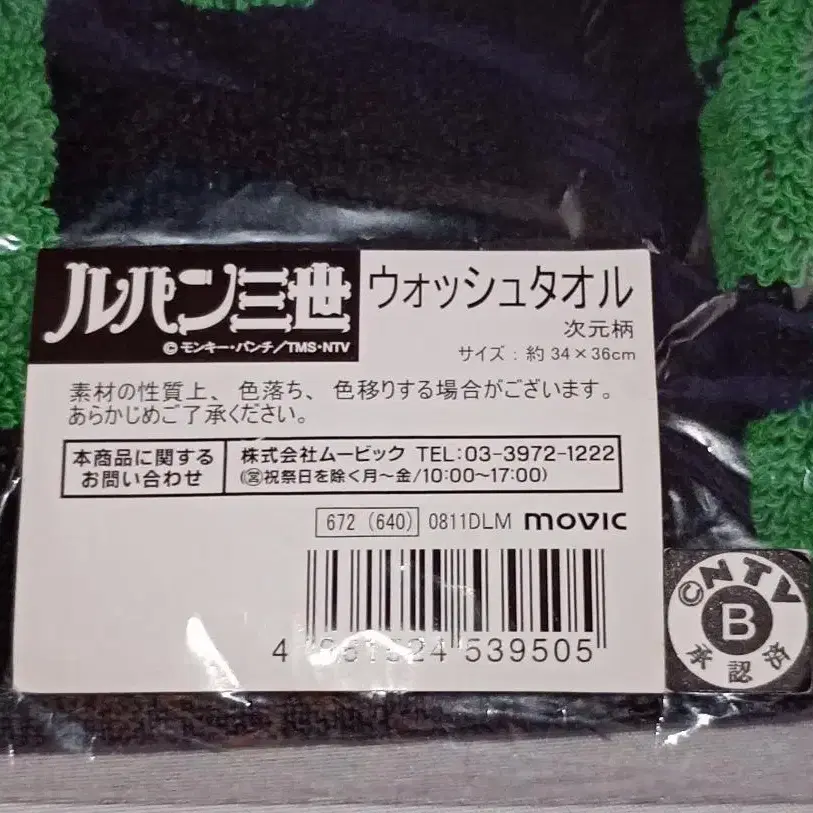 ルパン三世
©モンキー・パンチ/TMS・NTV
ウォッシュタオル
次元柄
サイズ：約34×36cm
素材の性質上、色落ち、色移りする場合がございます。
あらかじめご了承ください。
本商品に関する
お問い合わせ
株式会社ムービック TEL:03-3972-1222
(営祝祭日を除く月～金/10:00～17:00)
672 (640) 0811DLM movic
4 539505
©NTV
B
承認済